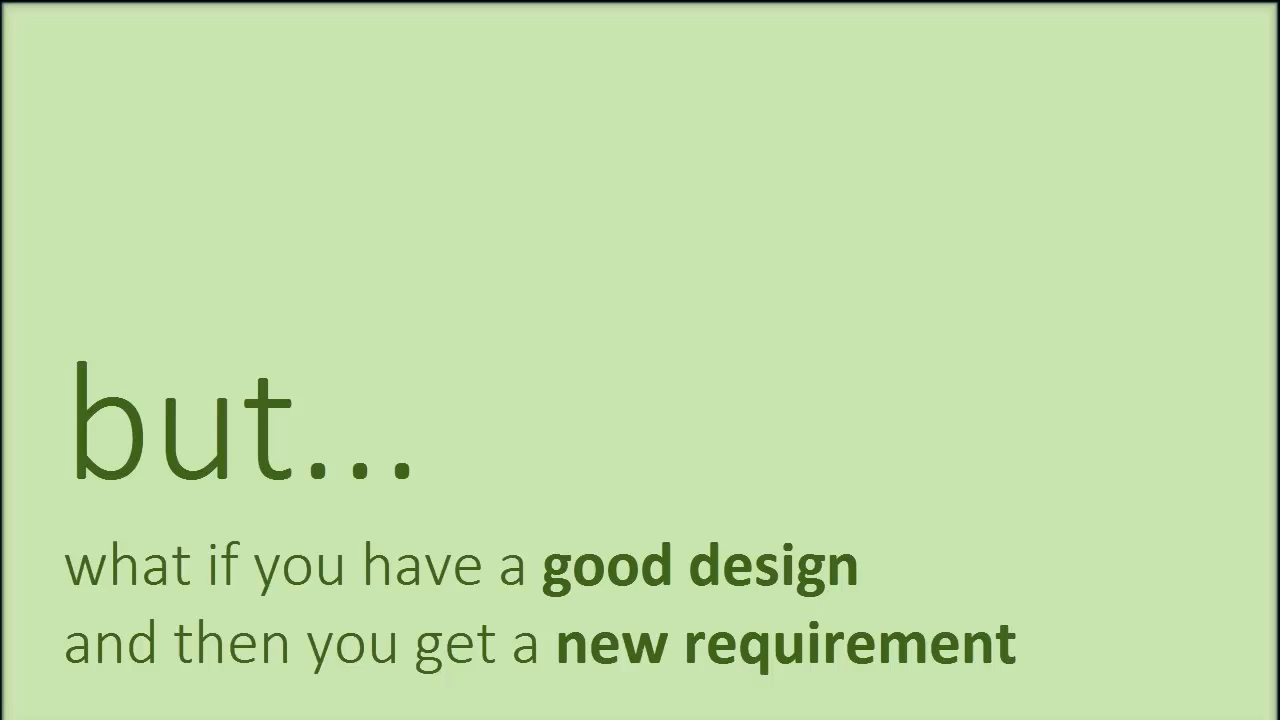 but...
what if you have a good design
and then you get a new requirement